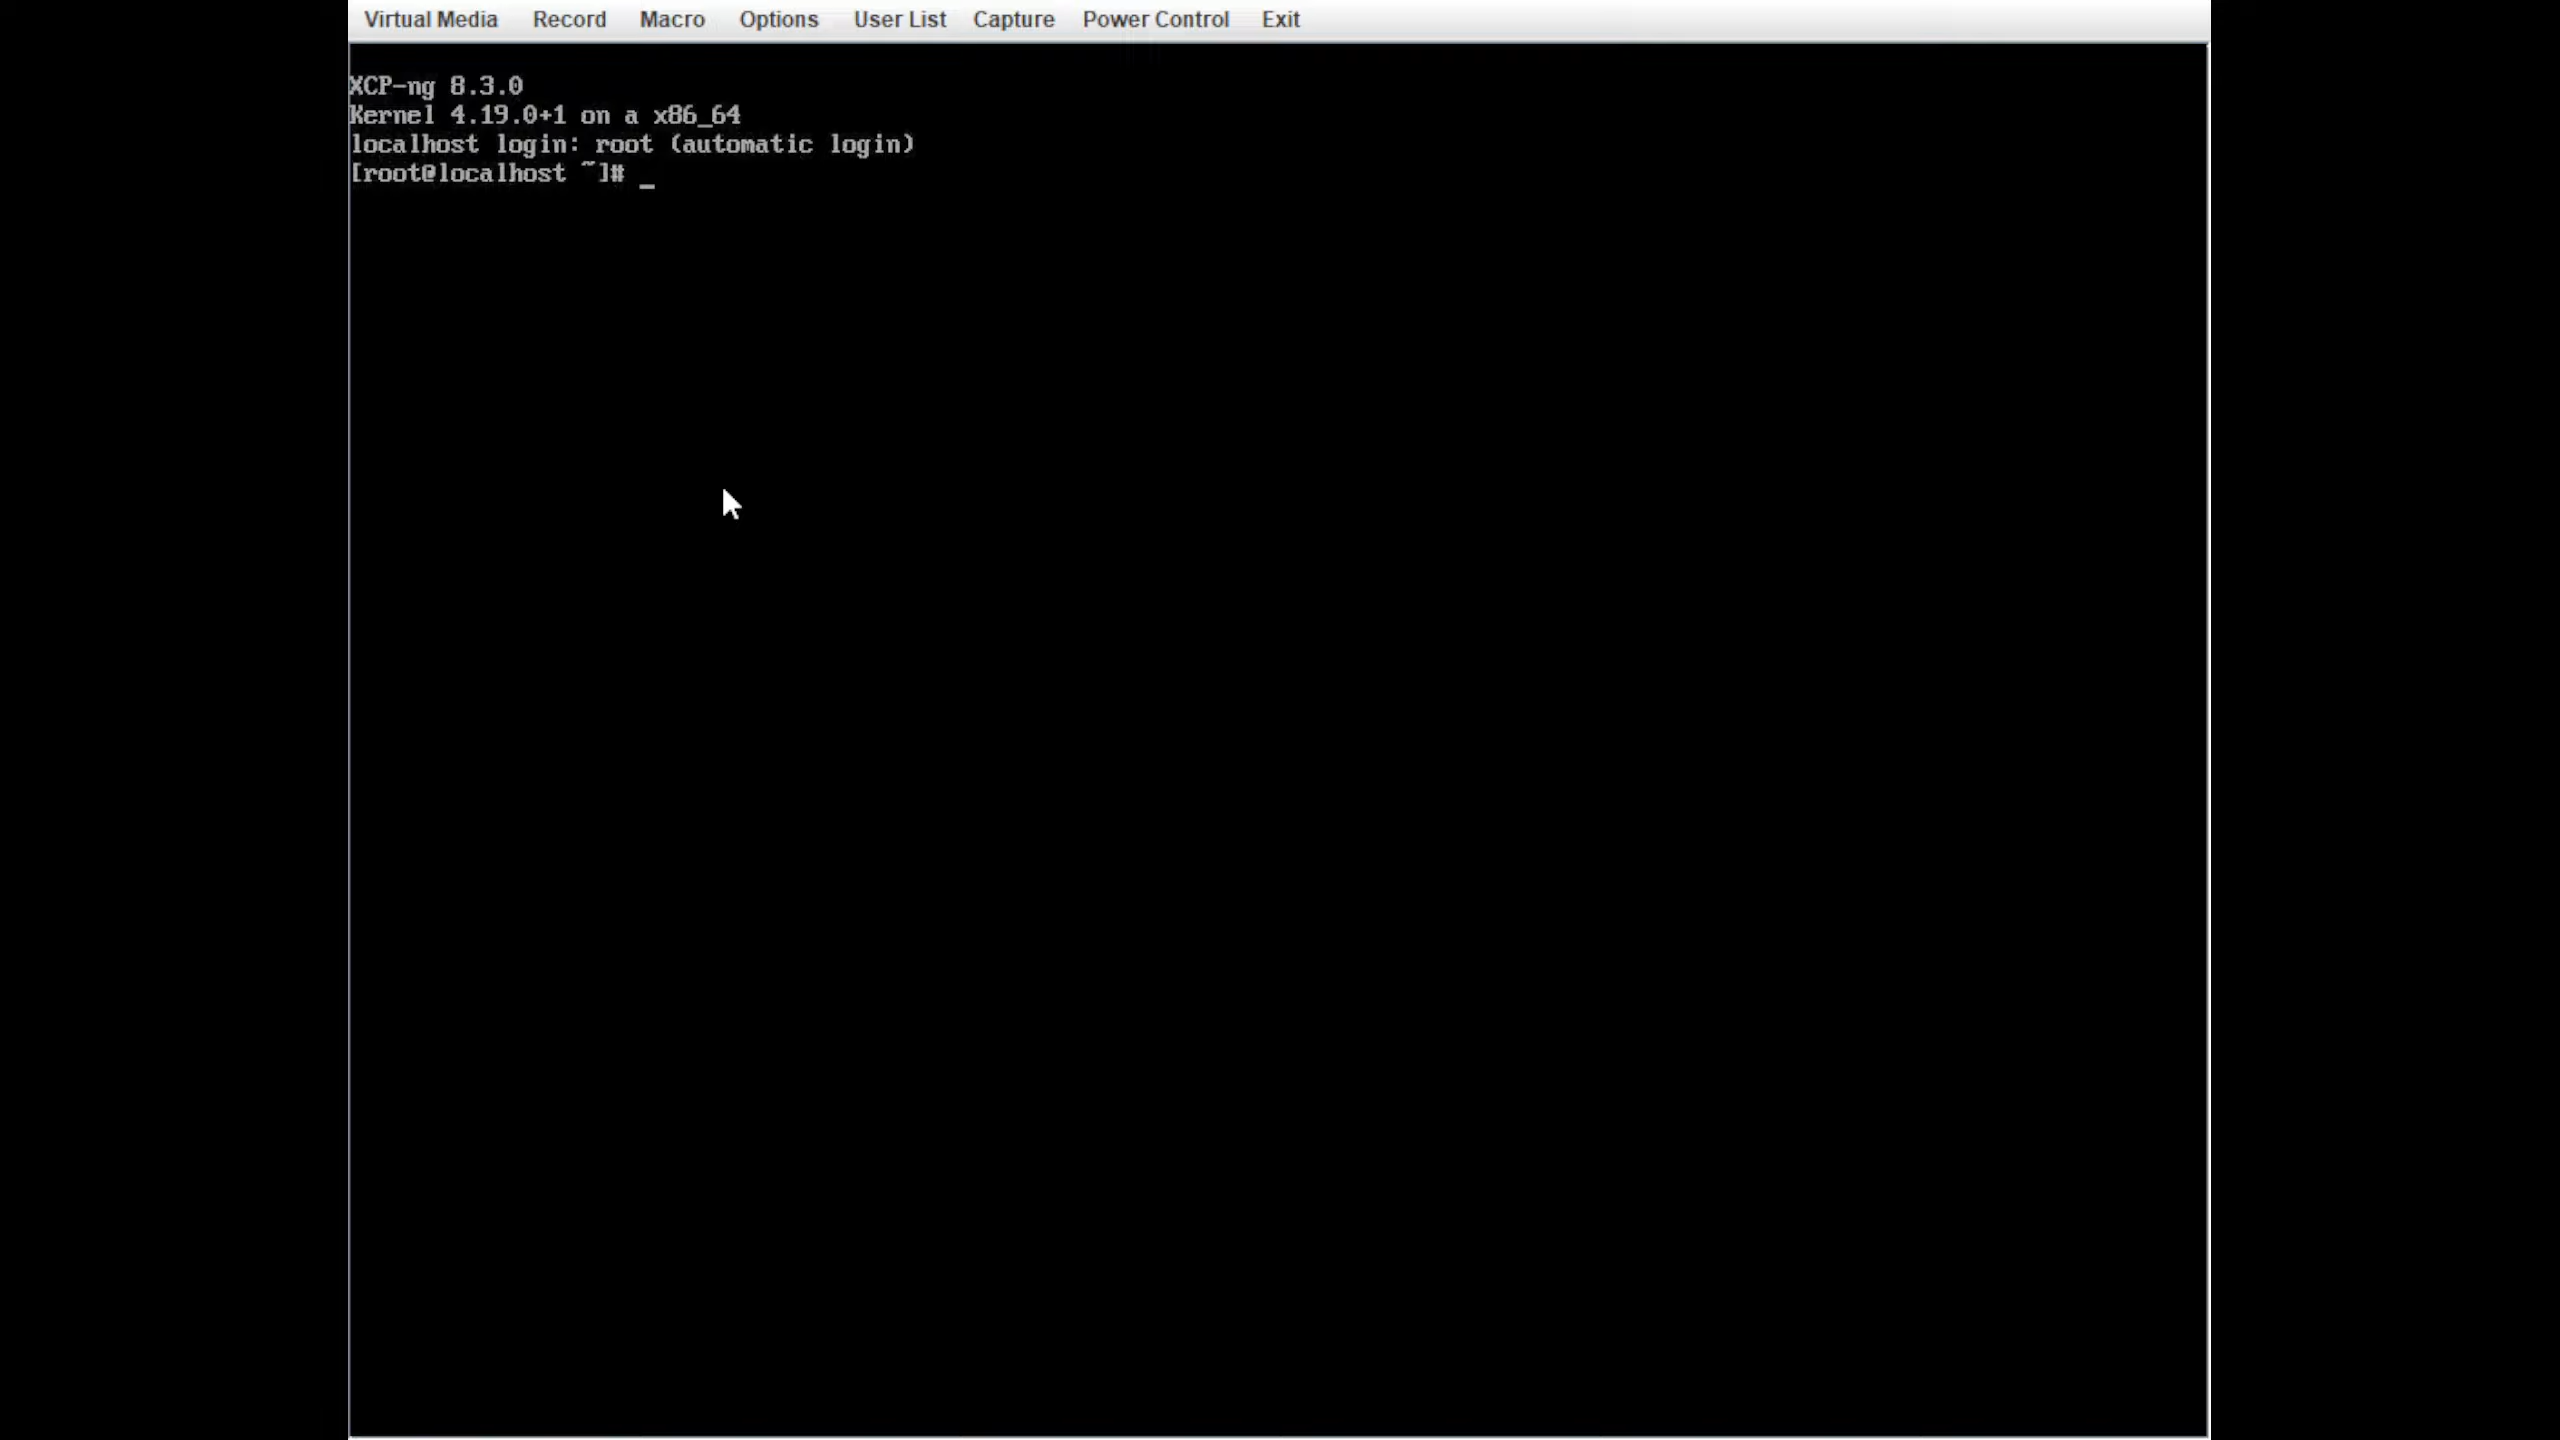 Virtual Media Record Macro Options User List Capture Power Control Exit
XCP-ng 8.3.0
Kernel 4.19.0+1 on a x86_64
localhost login: root (automatic login)
[root@localhost ~]# _